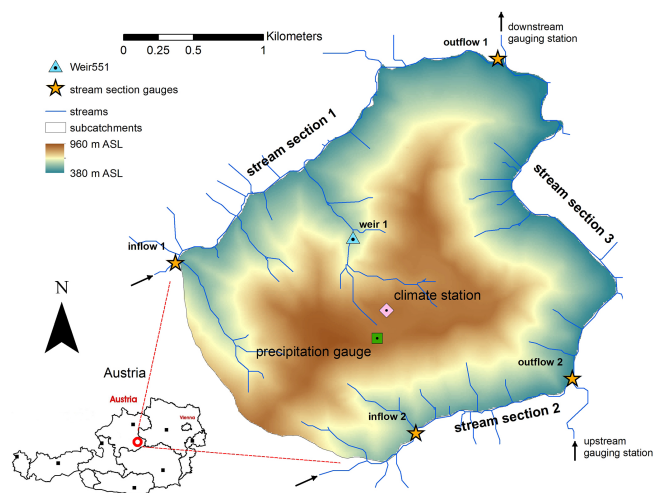 Kilometers
0 0.25 0.5 1
Weir551
stream section gauges
streams
subcatchments
960 m ASL
380 m ASL
outflow 1
downstream
gauging station
stream section 1
stream section 3
weir 1
inflow 1
climate station
precipitation gauge
N
outflow 2
inflow 2
stream section 2
upstream
gauging station
Austria
Austria
Vienna